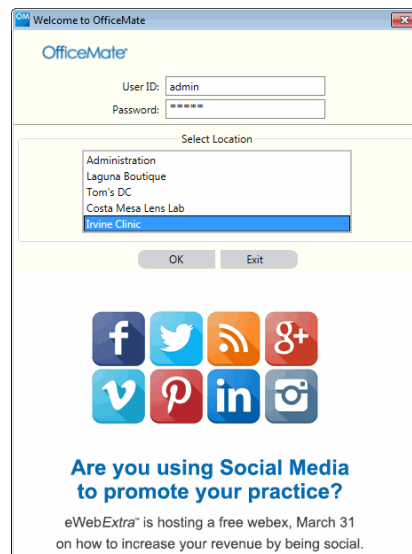 OM Welcome to OfficeMate
OfficeMate®
User ID: admin
Password: *****
Select Location
Administration
Laguna Boutique
Tom's DC
Costa Mesa Lens Lab
Irvine Clinic
OK Exit
f g+
v p in
Are you using Social Media
to promote your practice?
eWebExtra™ is hosting a free webex, March 31
on how to increase your revenue by being social.